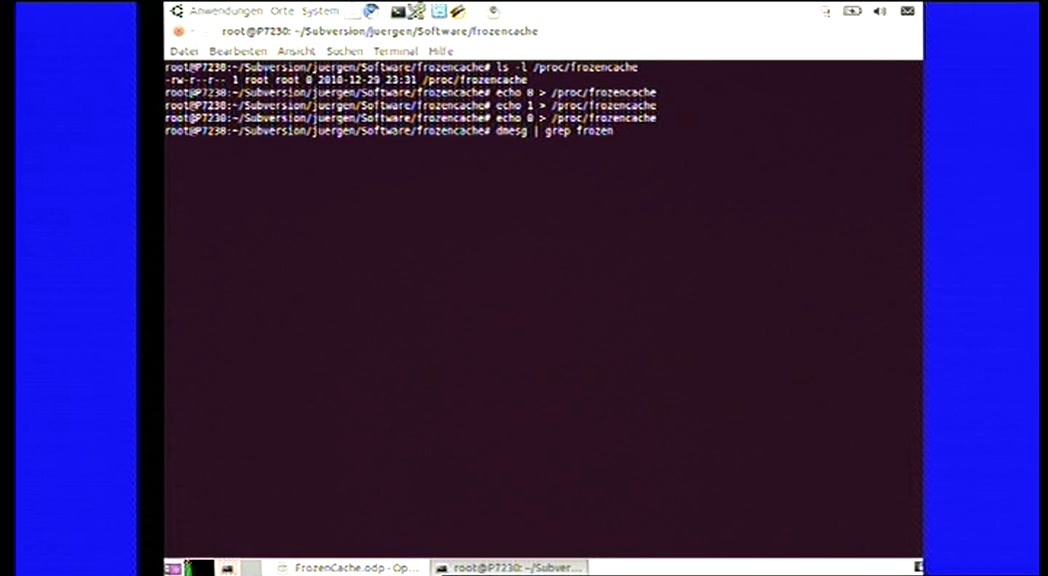 Anwendungen Orte System
root@P7230: ~/Subversion/juergen/Software/frozencache
Datei Bearbeiten Ansicht Suchen Terminal Hilfe
root@P7230:~/Subversion/juergen/Software/frozencache# ls -l /proc/frozencache
-rw-r--r-- 1 root root 0 2010-12-29 23:31 /proc/frozencache
root@P7230:~/Subversion/juergen/Software/frozencache# echo 0 > /proc/frozencache
root@P7230:~/Subversion/juergen/Software/frozencache# echo 1 > /proc/frozencache
root@P7230:~/Subversion/juergen/Software/frozencache# echo 0 > /proc/frozencache
root@P7230:~/Subversion/juergen/Software/frozencache# dmesg | grep frozen
FrozenCache.odp - Op...
root@P7230: ~/Subver...